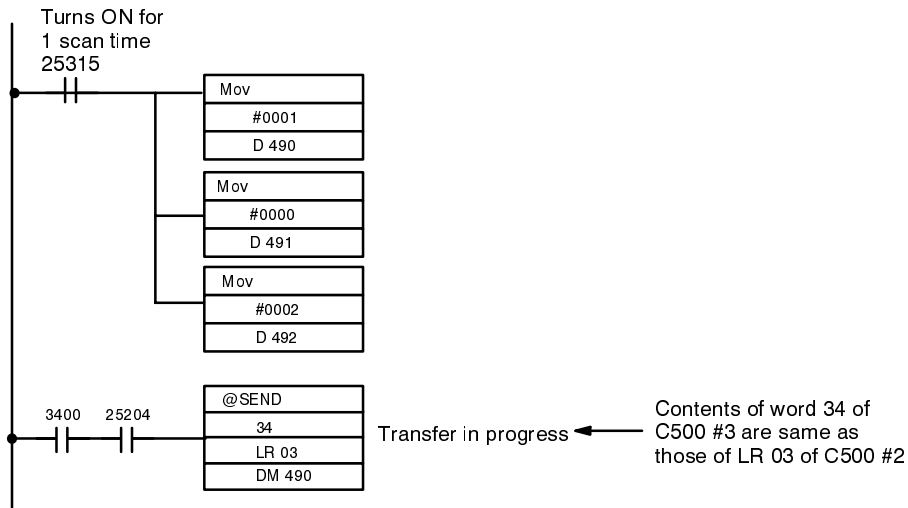 Turns ON for
1 scan time
25315
Mov
#0001
D 490
Mov
#0000
D 491
Mov
#0002
D 492
3400 25204
@SEND
34
LR 03
DM 490
Transfer in progress
Contents of word 34 of
C500 #3 are same as
those of LR 03 of C500 #2